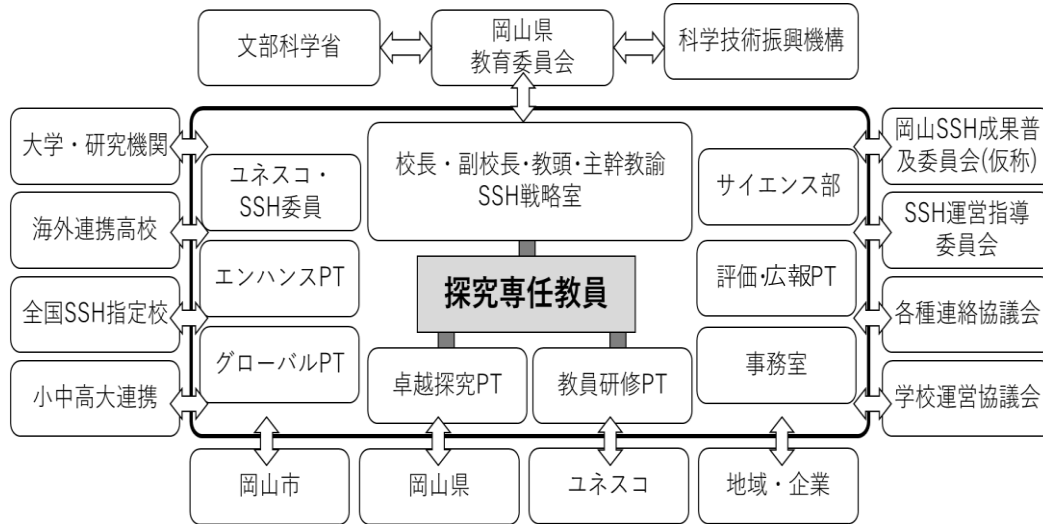 文部科学省
岡山県
教育委員会
科学技術振興機構
大学・研究機関
海外連携高校
全国SSH指定校
小中高大連携
ユネスコ・
SSH委員
エンハンスPT
グローバルPT
校長・副校長・教頭・主幹教諭
SSH戦略室
探究専任教員
卓越探究PT
教員研修PT
サイエンス部
評価・広報PT
事務室
岡山SSH成果普
及委員会(仮称)
SSH運営指導
委員会
各種連絡協議会
学校運営協議会
岡山市
岡山県
ユネスコ
地域・企業